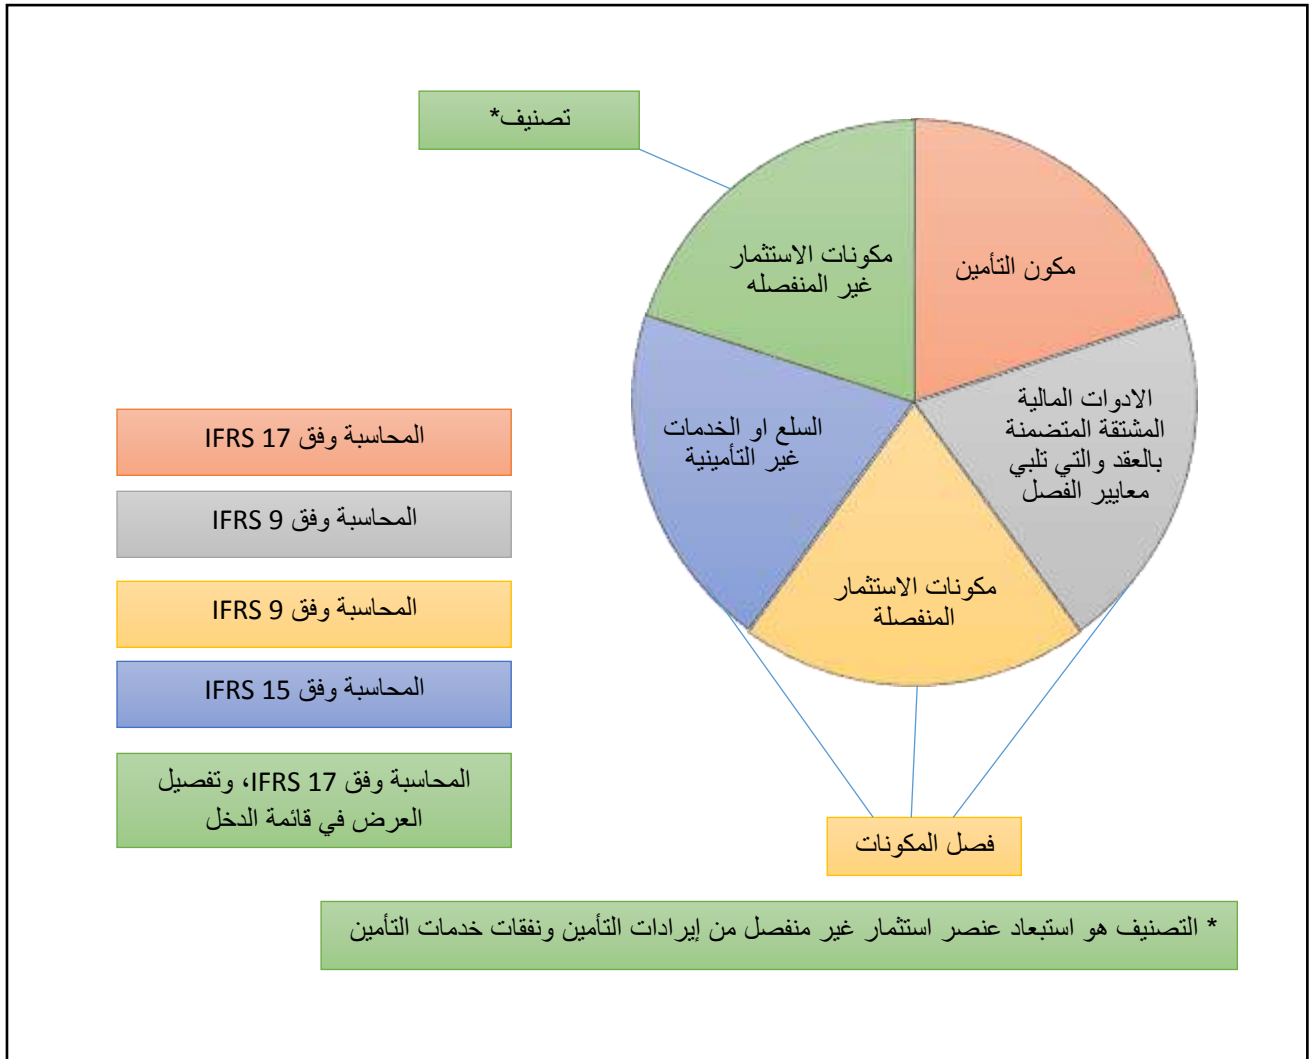 تصنيف*
مكون التأمين
مكونات الاستثمار
غير المنفصله
الادوات المالية
المشتقة المتضمنة
بالعقد والتي تلبي
معايير الفصل
السلع او الخدمات
غير التأمينية
مكونات الاستثمار
المنفصلة
المحاسبة وفق IFRS 17
المحاسبة وفق IFRS 9
المحاسبة وفق IFRS 9
المحاسبة وفق IFRS 15
المحاسبة وفق IFRS 17، وتفصيل
العرض في قائمة الدخل
فصل المكونات
* التصنيف هو استبعاد عنصر استثمار غير منفصل من إيرادات التأمين ونفقات خدمات التأمين